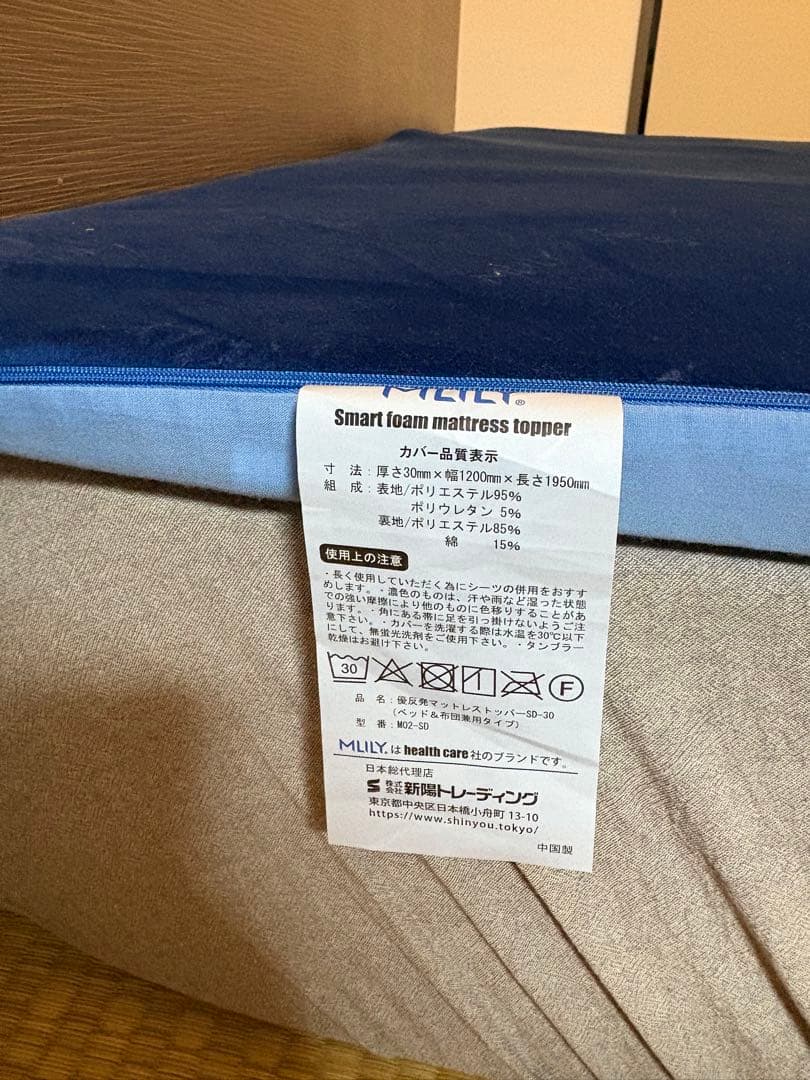 MLILY®
Smart foam mattress topper
カバー品質表示
寸 法：厚さ30mm×幅1200mm×長さ1950mm
組 成：表地/ポリエステル95%
ポリウレタン 5%
裏地/ポリエステル85%
綿 15%
使用上の注意
・長く使用していただく為にシーツの併用をおすす
めします。・濃色のものは、汗や雨など湿った状態
での強い摩擦により他のものに色移りすることがあ
ります。・角にある帯に足を引っ掛けないようご注
意下さい。・カバーを洗濯する際は水温を30℃以下
にして、無蛍光洗剤をご使用下さい。・タンブラー
乾燥はお避け下さい。
30 F
品 名：優反発マットレストッパーSD-30
（ベッド＆布団兼用タイプ）
型 番：M02-SD
MLILY.は health care 社のブランドです。
日本総代理店
株式会社 新陽トレーディング
東京都中央区日本橋小舟町 13-10
https://www.shinyou.tokyo/
中国製